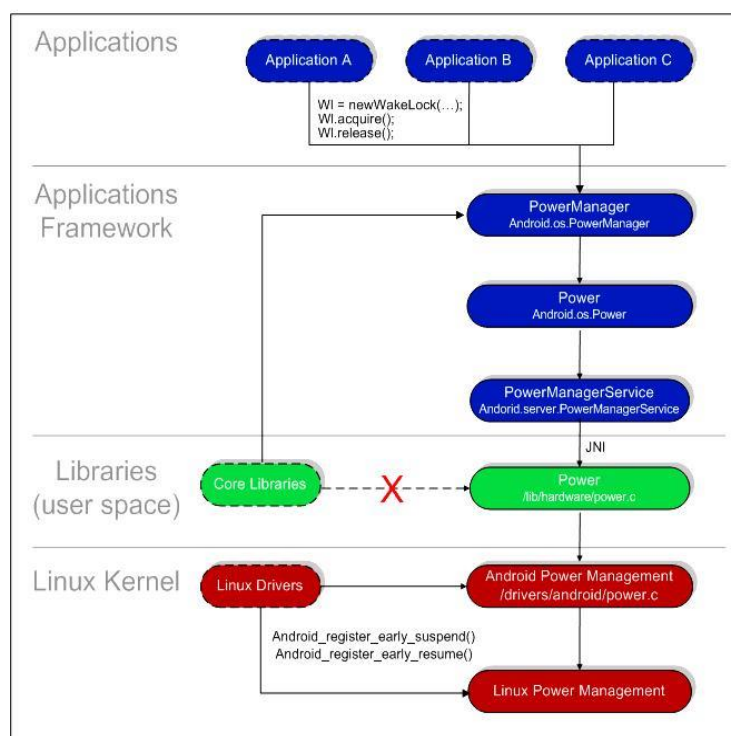 Applications
Application A
Application B
Application C
Wl = newWakeLock(…);
Wl.acquire();
Wl.release();
Applications
Framework
PowerManager
Android.os.PowerManager
Power
Android.os.Power
PowerManagerService
Andorid.server.PowerManagerService
JNI
Libraries
(user space)
Core Libraries
X
Power
/lib/hardware/power.c
Linux Kernel
Linux Drivers
Android Power Management
/drivers/android/power.c
Android_register_early_suspend()
Android_register_early_resume()
Linux Power Management